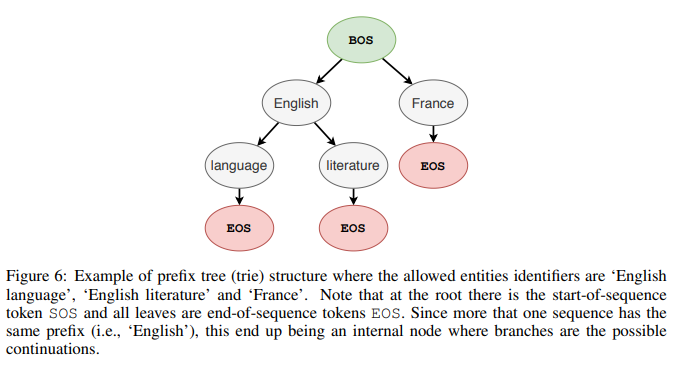 BOS
English France
language literature EOS
EOS EOS
Figure 6: Example of prefix tree (trie) structure where the allowed entities identifiers are ‘English
language’, ‘English literature’ and ‘France’. Note that at the root there is the start-of-sequence
token SOS and all leaves are end-of-sequence tokens EOS. Since more that one sequence has the
same prefix (i.e., ‘English’), this end up being an internal node where branches are the possible
continuations.